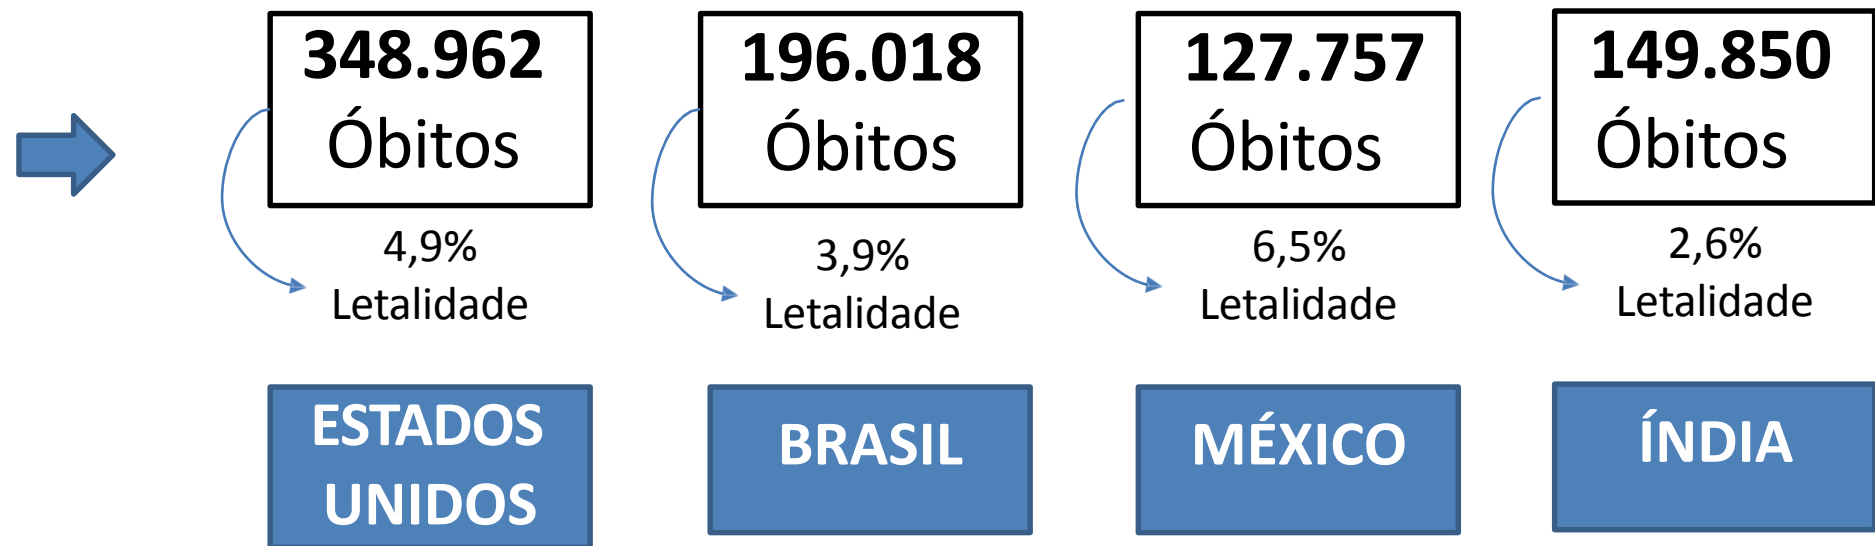 348.962
Óbitos
4,9%
Letalidade
ESTADOS
UNIDOS
196.018
Óbitos
3,9%
Letalidade
BRASIL
127.757
Óbitos
6,5%
Letalidade
MÉXICO
149.850
Óbitos
2,6%
Letalidade
ÍNDIA